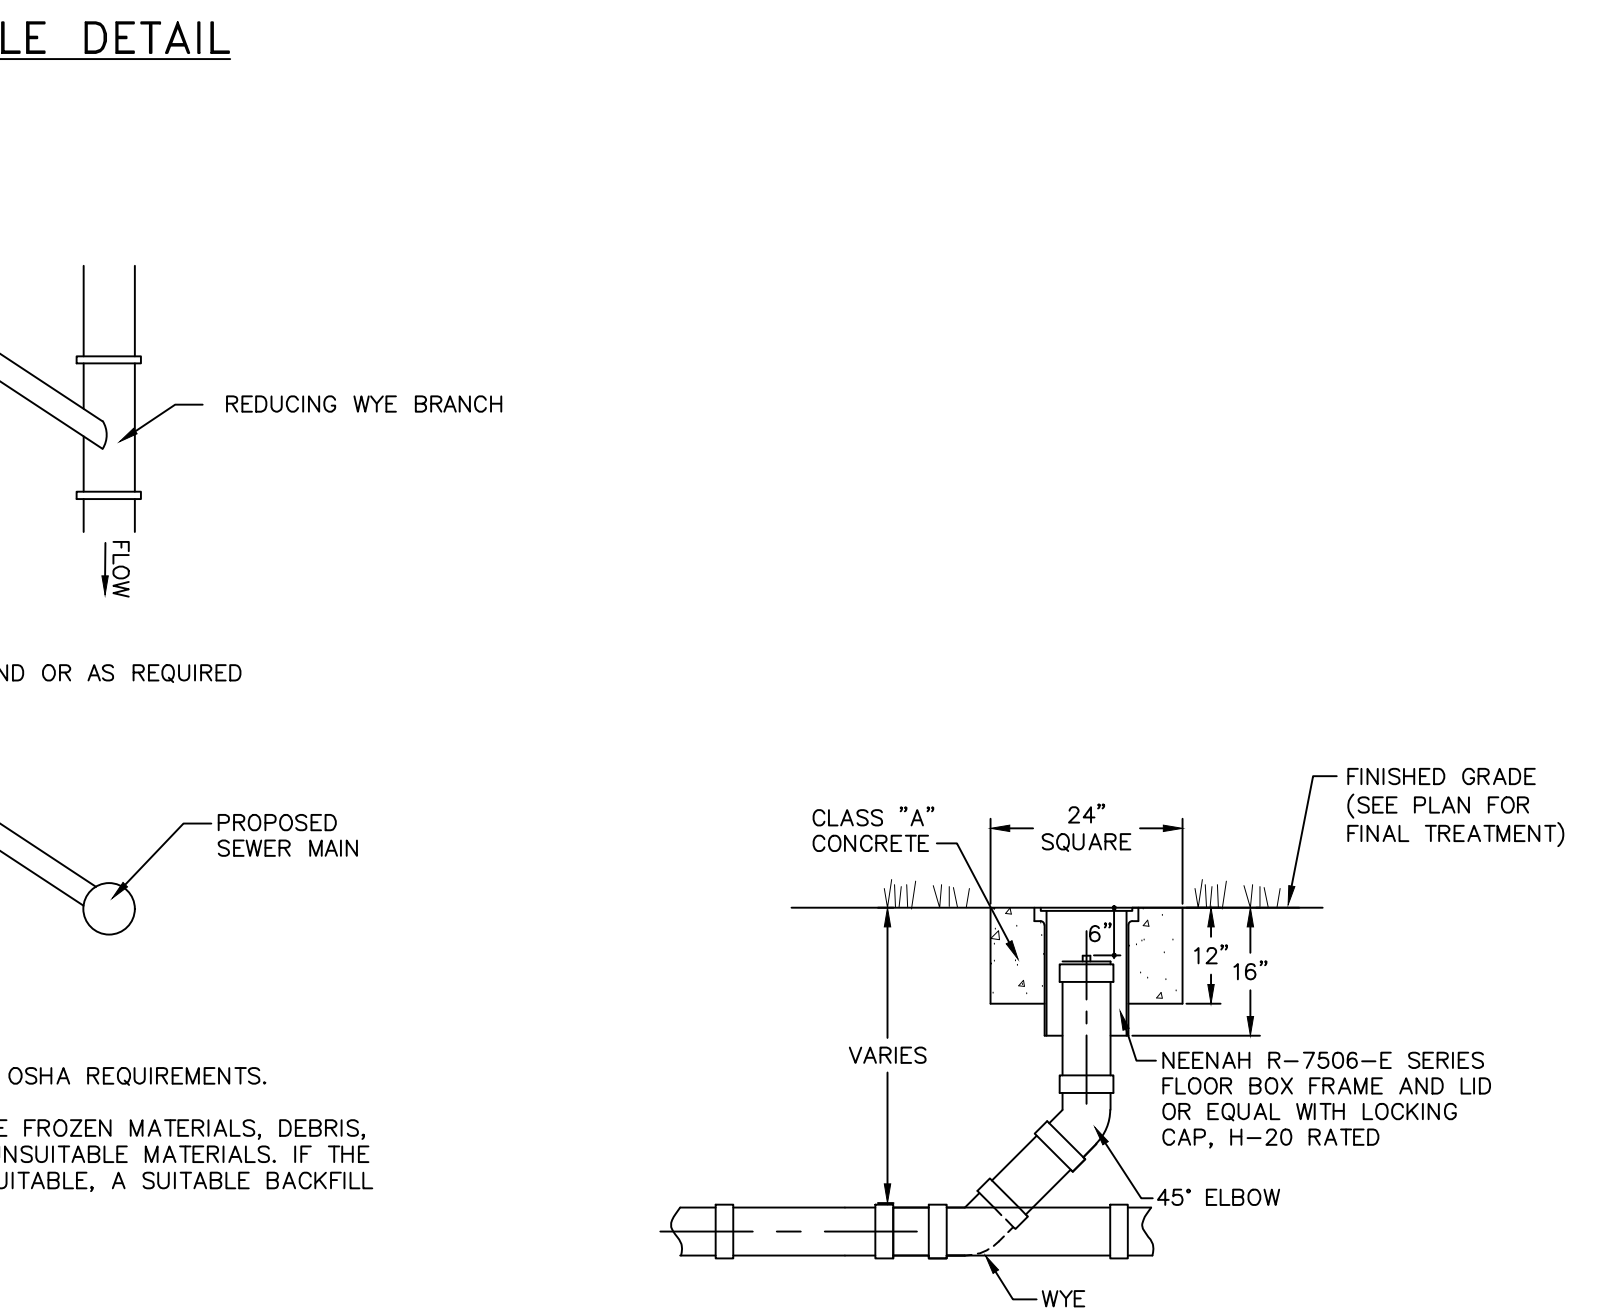 LE DETAIL
REDUCING WYE BRANCH
FLOW
ND OR AS REQUIRED
PROPOSED
SEWER MAIN
OSHA REQUIREMENTS.
E FROZEN MATERIALS, DEBRIS,
UNSUITABLE MATERIALS. IF THE
UITABLE, A SUITABLE BACKFILL
FINISHED GRADE
(SEE PLAN FOR
FINAL TREATMENT)
CLASS "A"
CONCRETE
24"
SQUARE
6"
12"
16"
VARIES
NEENAH R-7506-E SERIES
FLOOR BOX FRAME AND LID
OR EQUAL WITH LOCKING
CAP, H-20 RATED
45° ELBOW
WYE